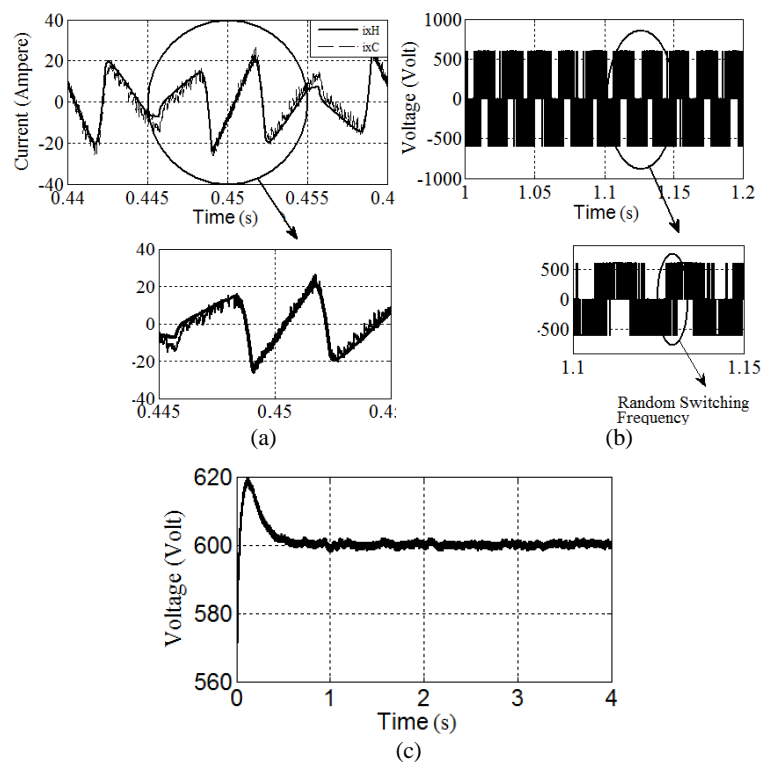 40
20
0
-20
-40
Current (Ampere)
ixH
ixC
0.44 0.445 0.45 0.455 0.4
Time (s)
1000
500
0
-500
-1000
Voltage (Volt)
1 1.05 1.1 1.15 1.2
Time (s)
40
20
0
-20
-40
0.445 0.45
500
0
-500
1.1 1.15
Random Switching
Frequency
(a)
(b)
620
600
580
560
Voltage (Volt)
0 1 2 3 4
Time (s)
(c)